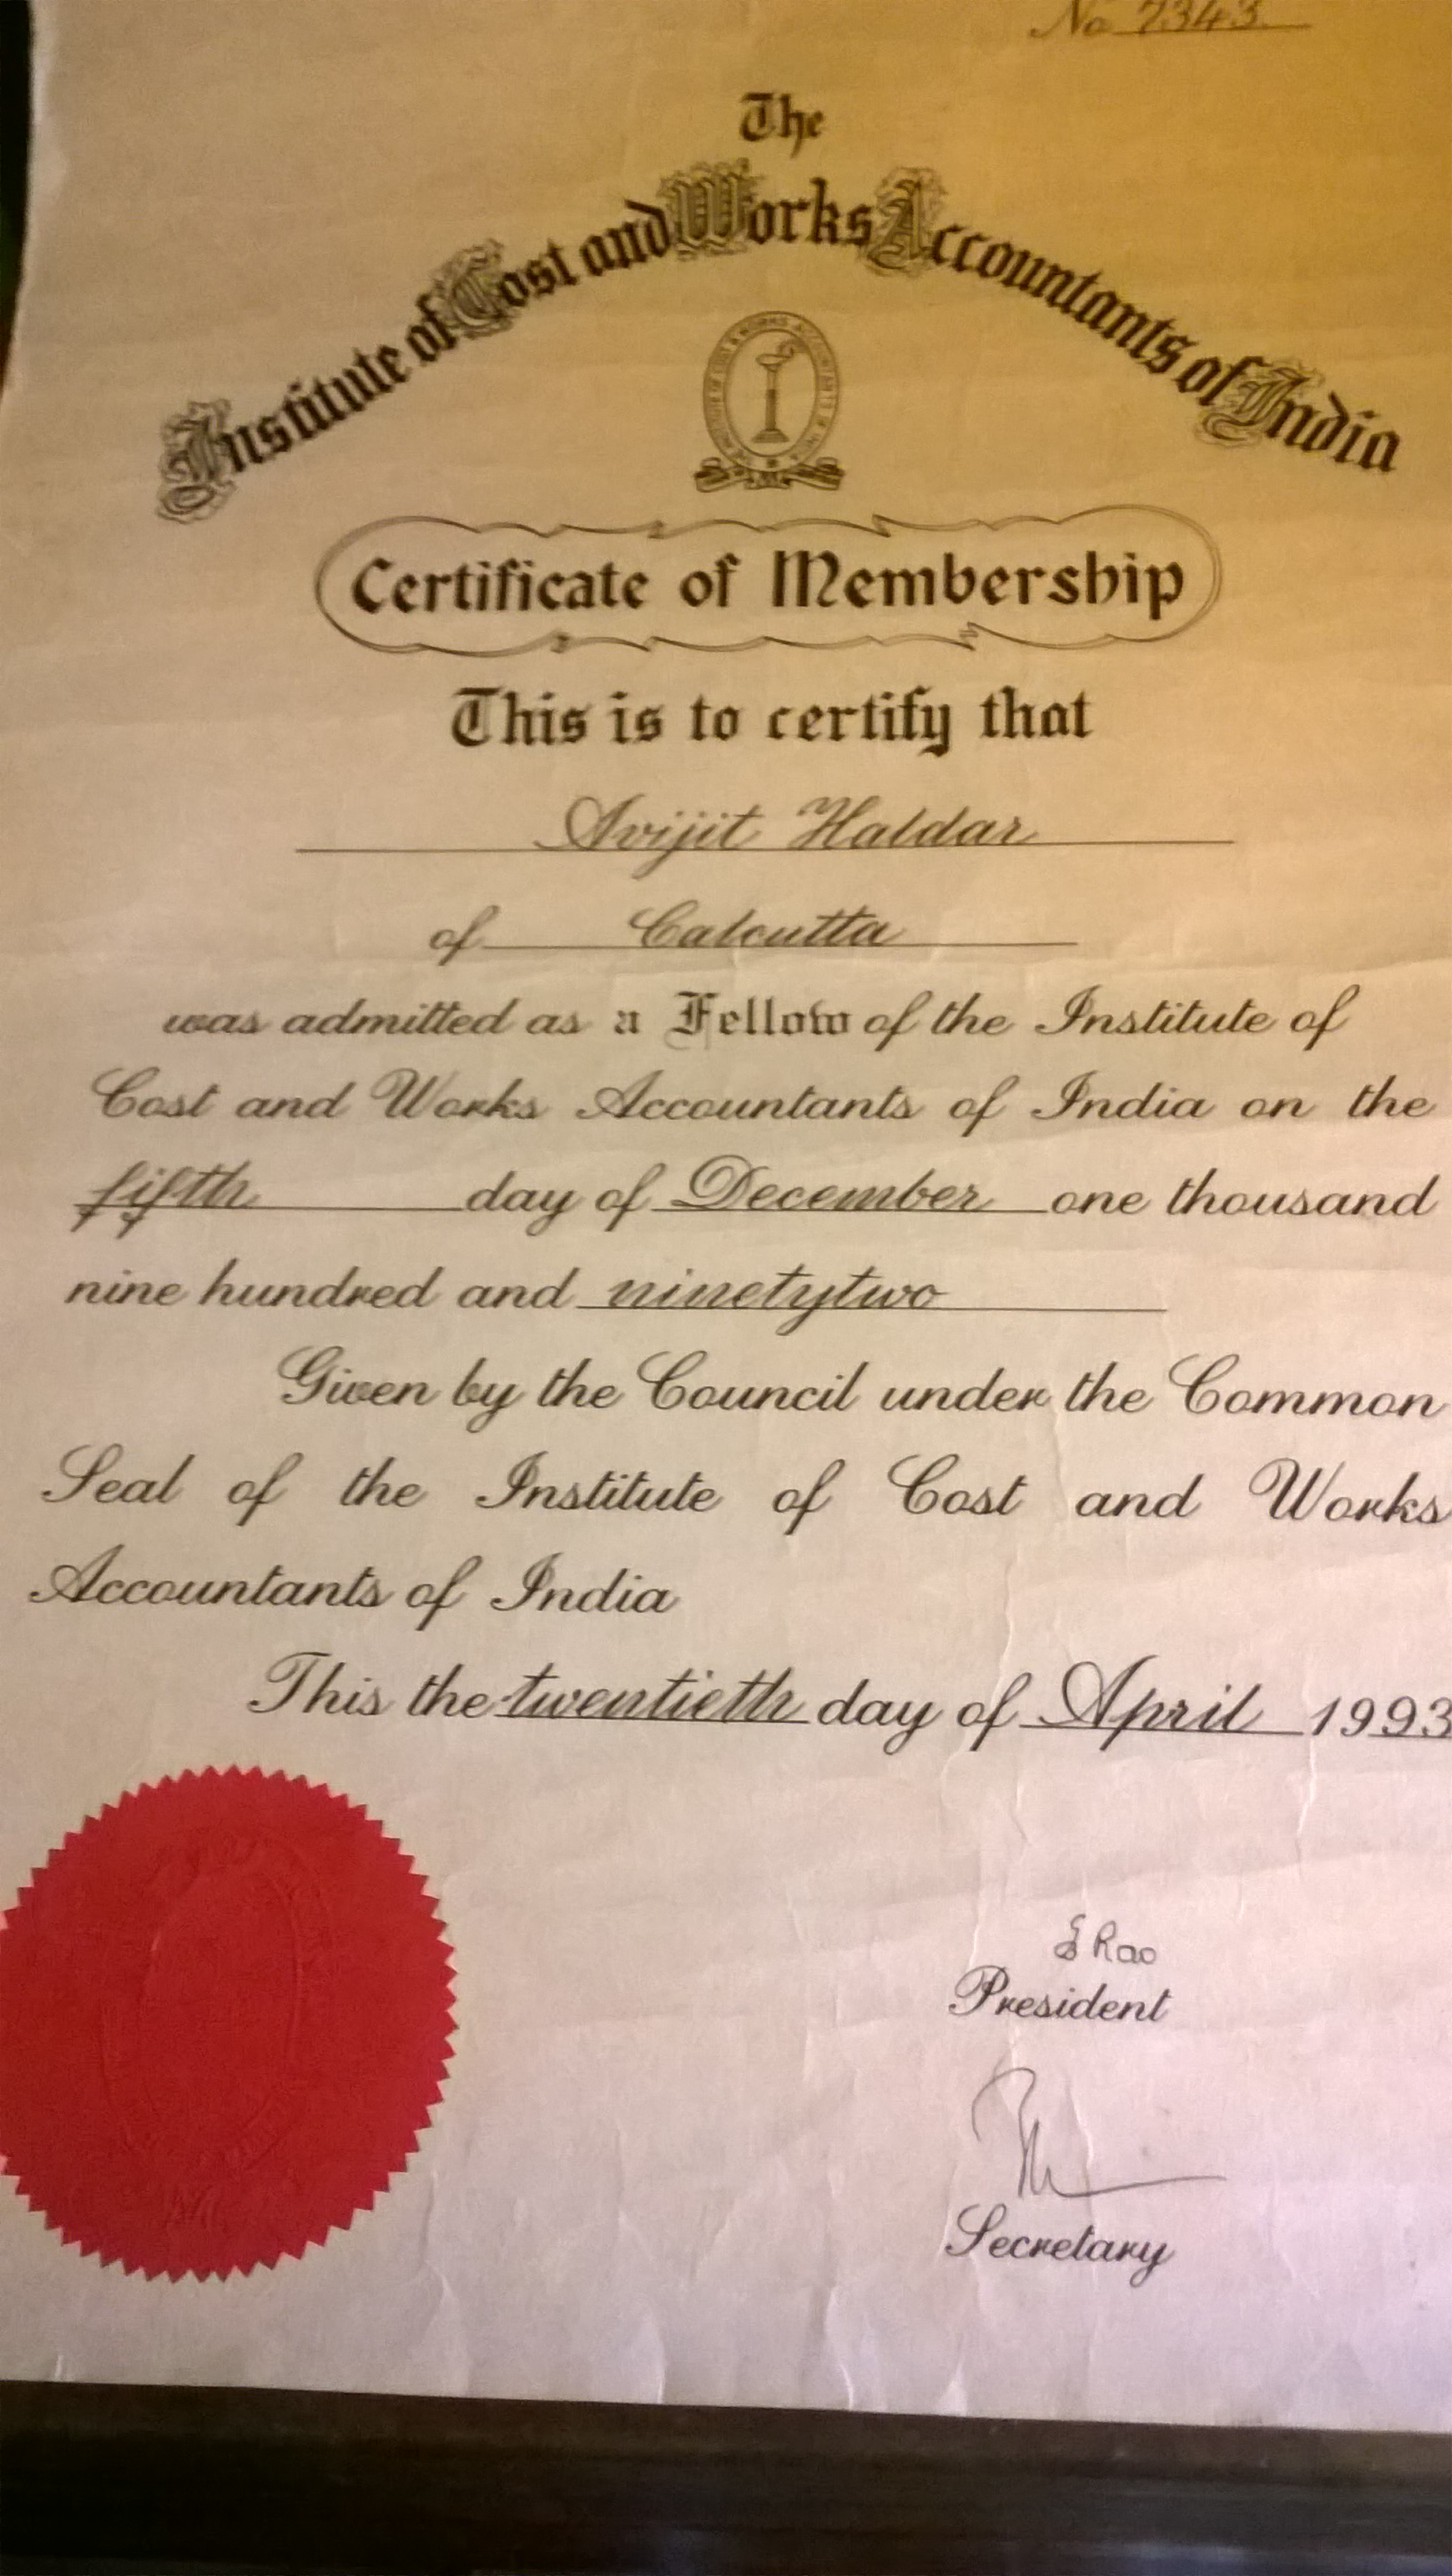 No 7343
The
Institute of Cost and Works Accountants of India
Certificate of Membership
This is to certify that
Avijit Haldar
of Calcutta
was admitted as a Fellow of the Institute of
Cost and Works Accountants of India on the
fifth day of December one thousand
nine hundred and ninetytwo
Given by the Council under the Common
Seal of the Institute of Cost and Works
Accountants of India
This the twentieth day of April 1993
Rao
President
Secretary